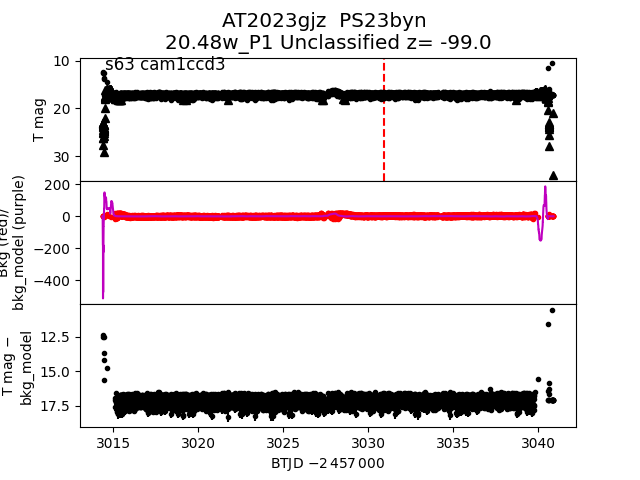 AT2023gjz  PS23byn
20.48w_P1 Unclassified z= -99.0
s63 cam1ccd3
10
20
30
T mag
200
0
−200
−400
Bkg (red)/
bkg_model (purple)
12.5
15.0
17.5
T mag −
bkg_model
3015 3020 3025 3030 3035 3040
BTJD −2 457 000